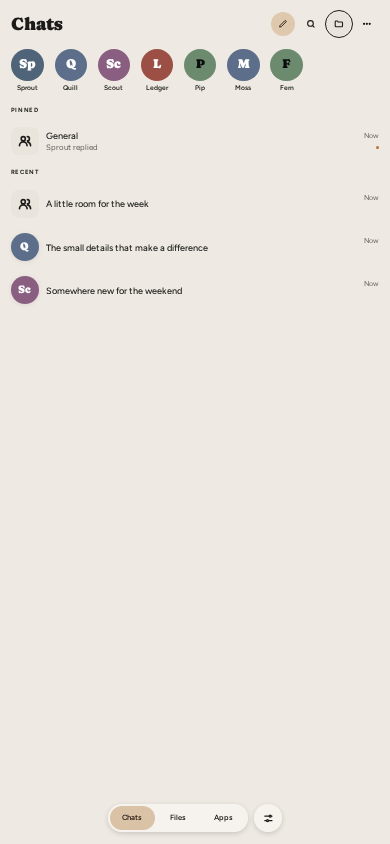 Chats
Sp Q Sc L P M F
Sprout Quill Scout Ledger Pip Moss Fern
PINNED
General Now
Sprout replied
RECENT
A little room for the week Now
Q The small details that make a difference Now
Sc Somewhere new for the weekend Now
Chats Files Apps